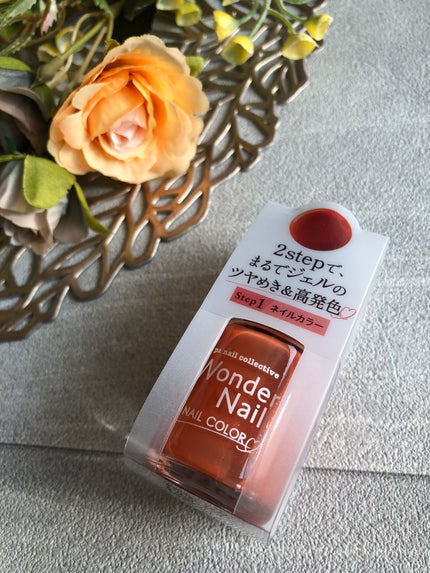 2stepで、
まるでジェルの
ツヤめき&高発色
Step1 ネイルカラー
pa nail collective
Wonder
Nail
NAIL COLOR